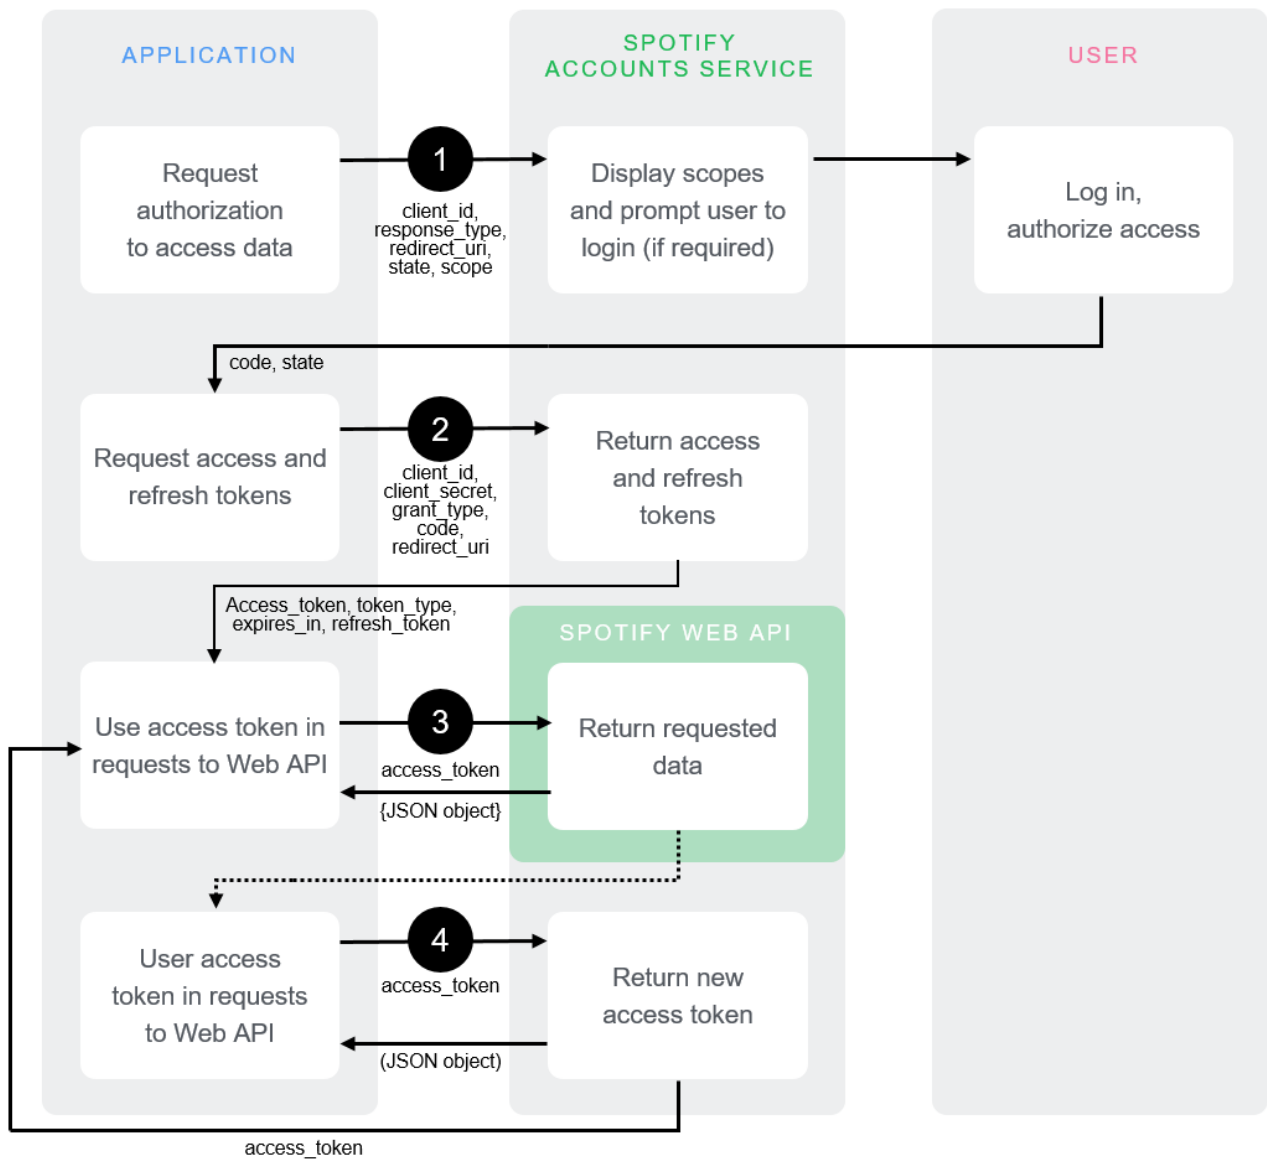 APPLICATION
SPOTIFY
ACCOUNTS SERVICE
USER
Request
authorization
to access data
1
client_id,
response_type,
redirect_uri,
state, scope
Display scopes
and prompt user to
login (if required)
Log in,
authorize access
code, state
Request access and
refresh tokens
2
client_id,
client_secret,
grant_type,
code,
redirect_uri
Return access
and refresh
tokens
Access_token, token_type,
expires_in, refresh_token
SPOTIFY WEB API
Use access token in
requests to Web API
3
access_token
{JSON object}
Return requested
data
User access
token in requests
to Web API
4
access_token
(JSON object)
Return new
access token
access_token